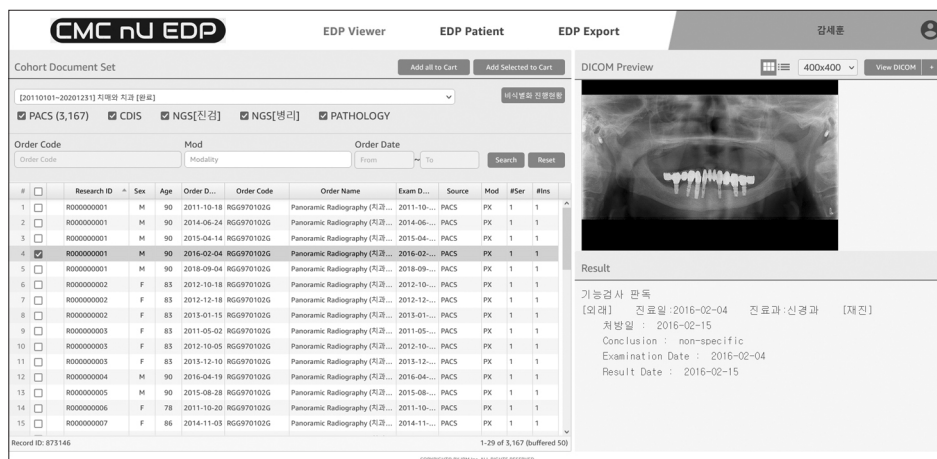 CMC nU EDP
EDP Viewer EDP Patient EDP Export 감세훈
Cohort Document Set Add all to Cart Add Selected to Cart
[20110101~20201231] 치매와 치과 [완료] 비식별화 진행현황
PACS (3,167) CDIS NGS[진검] NGS[병리] PATHOLOGY
Order Code Mod Order Date
Order Code Modality From ~ To Search Reset
# Research ID Sex Age Order D... Order Code Order Name Exam D... Source Mod #Ser #Ins
1 R000000001 M 90 2011-10-18 RGG970102G Panoramic Radiography (치과... 2011-10-... PACS PX 1 1
2 R000000001 M 90 2014-06-24 RGG970102G Panoramic Radiography (치과... 2014-06-... PACS PX 1 1
3 R000000001 M 90 2015-04-14 RGG970102G Panoramic Radiography (치과... 2015-04-... PACS PX 1 1
4 R000000001 M 90 2016-02-04 RGG970102G Panoramic Radiography (치과... 2016-02-... PACS PX 1 1
5 R000000001 M 90 2018-09-04 RGG970102G Panoramic Radiography (치과... 2018-09-... PACS PX 1 1
6 R000000002 F 83 2012-10-18 RGG970102G Panoramic Radiography (치과... 2012-10-... PACS PX 1 1
7 R000000002 F 83 2012-12-18 RGG970102G Panoramic Radiography (치과... 2012-12-... PACS PX 1 1
8 R000000002 F 83 2013-01-15 RGG970102G Panoramic Radiography (치과... 2013-01-... PACS PX 1 1
9 R000000003 F 83 2011-05-02 RGG970102G Panoramic Radiography (치과... 2011-05-... PACS PX 1 1
10 R000000003 F 83 2012-10-05 RGG970102G Panoramic Radiography (치과... 2012-10-... PACS PX 1 1
11 R000000003 F 83 2013-12-10 RGG970102G Panoramic Radiography (치과... 2013-12-... PACS PX 1 1
12 R000000004 M 90 2016-04-19 RGG970102G Panoramic Radiography (치과... 2016-04-... PACS PX 1 1
13 R000000005 M 90 2015-08-28 RGG970102G Panoramic Radiography (치과... 2015-08-... PACS PX 1 1
14 R000000006 F 78 2011-10-20 RGG970102G Panoramic Radiography (치과... 2011-10-... PACS PX 1 1
15 R000000007 F 86 2014-11-03 RGG970102G Panoramic Radiography (치과... 2014-11-... PACS PX 1 1
Record ID: 873146 1-29 of 3,167 (buffered 50)
DICOM Preview 400x400 View DICOM +
L
Result
기능검사 판독
[외래] 진료일:2016-02-04 진료과:신경과 [재진]
처방일 : 2016-02-15
Conclusion : non-specific
Examination Date : 2016-02-04
Result Date : 2016-02-15